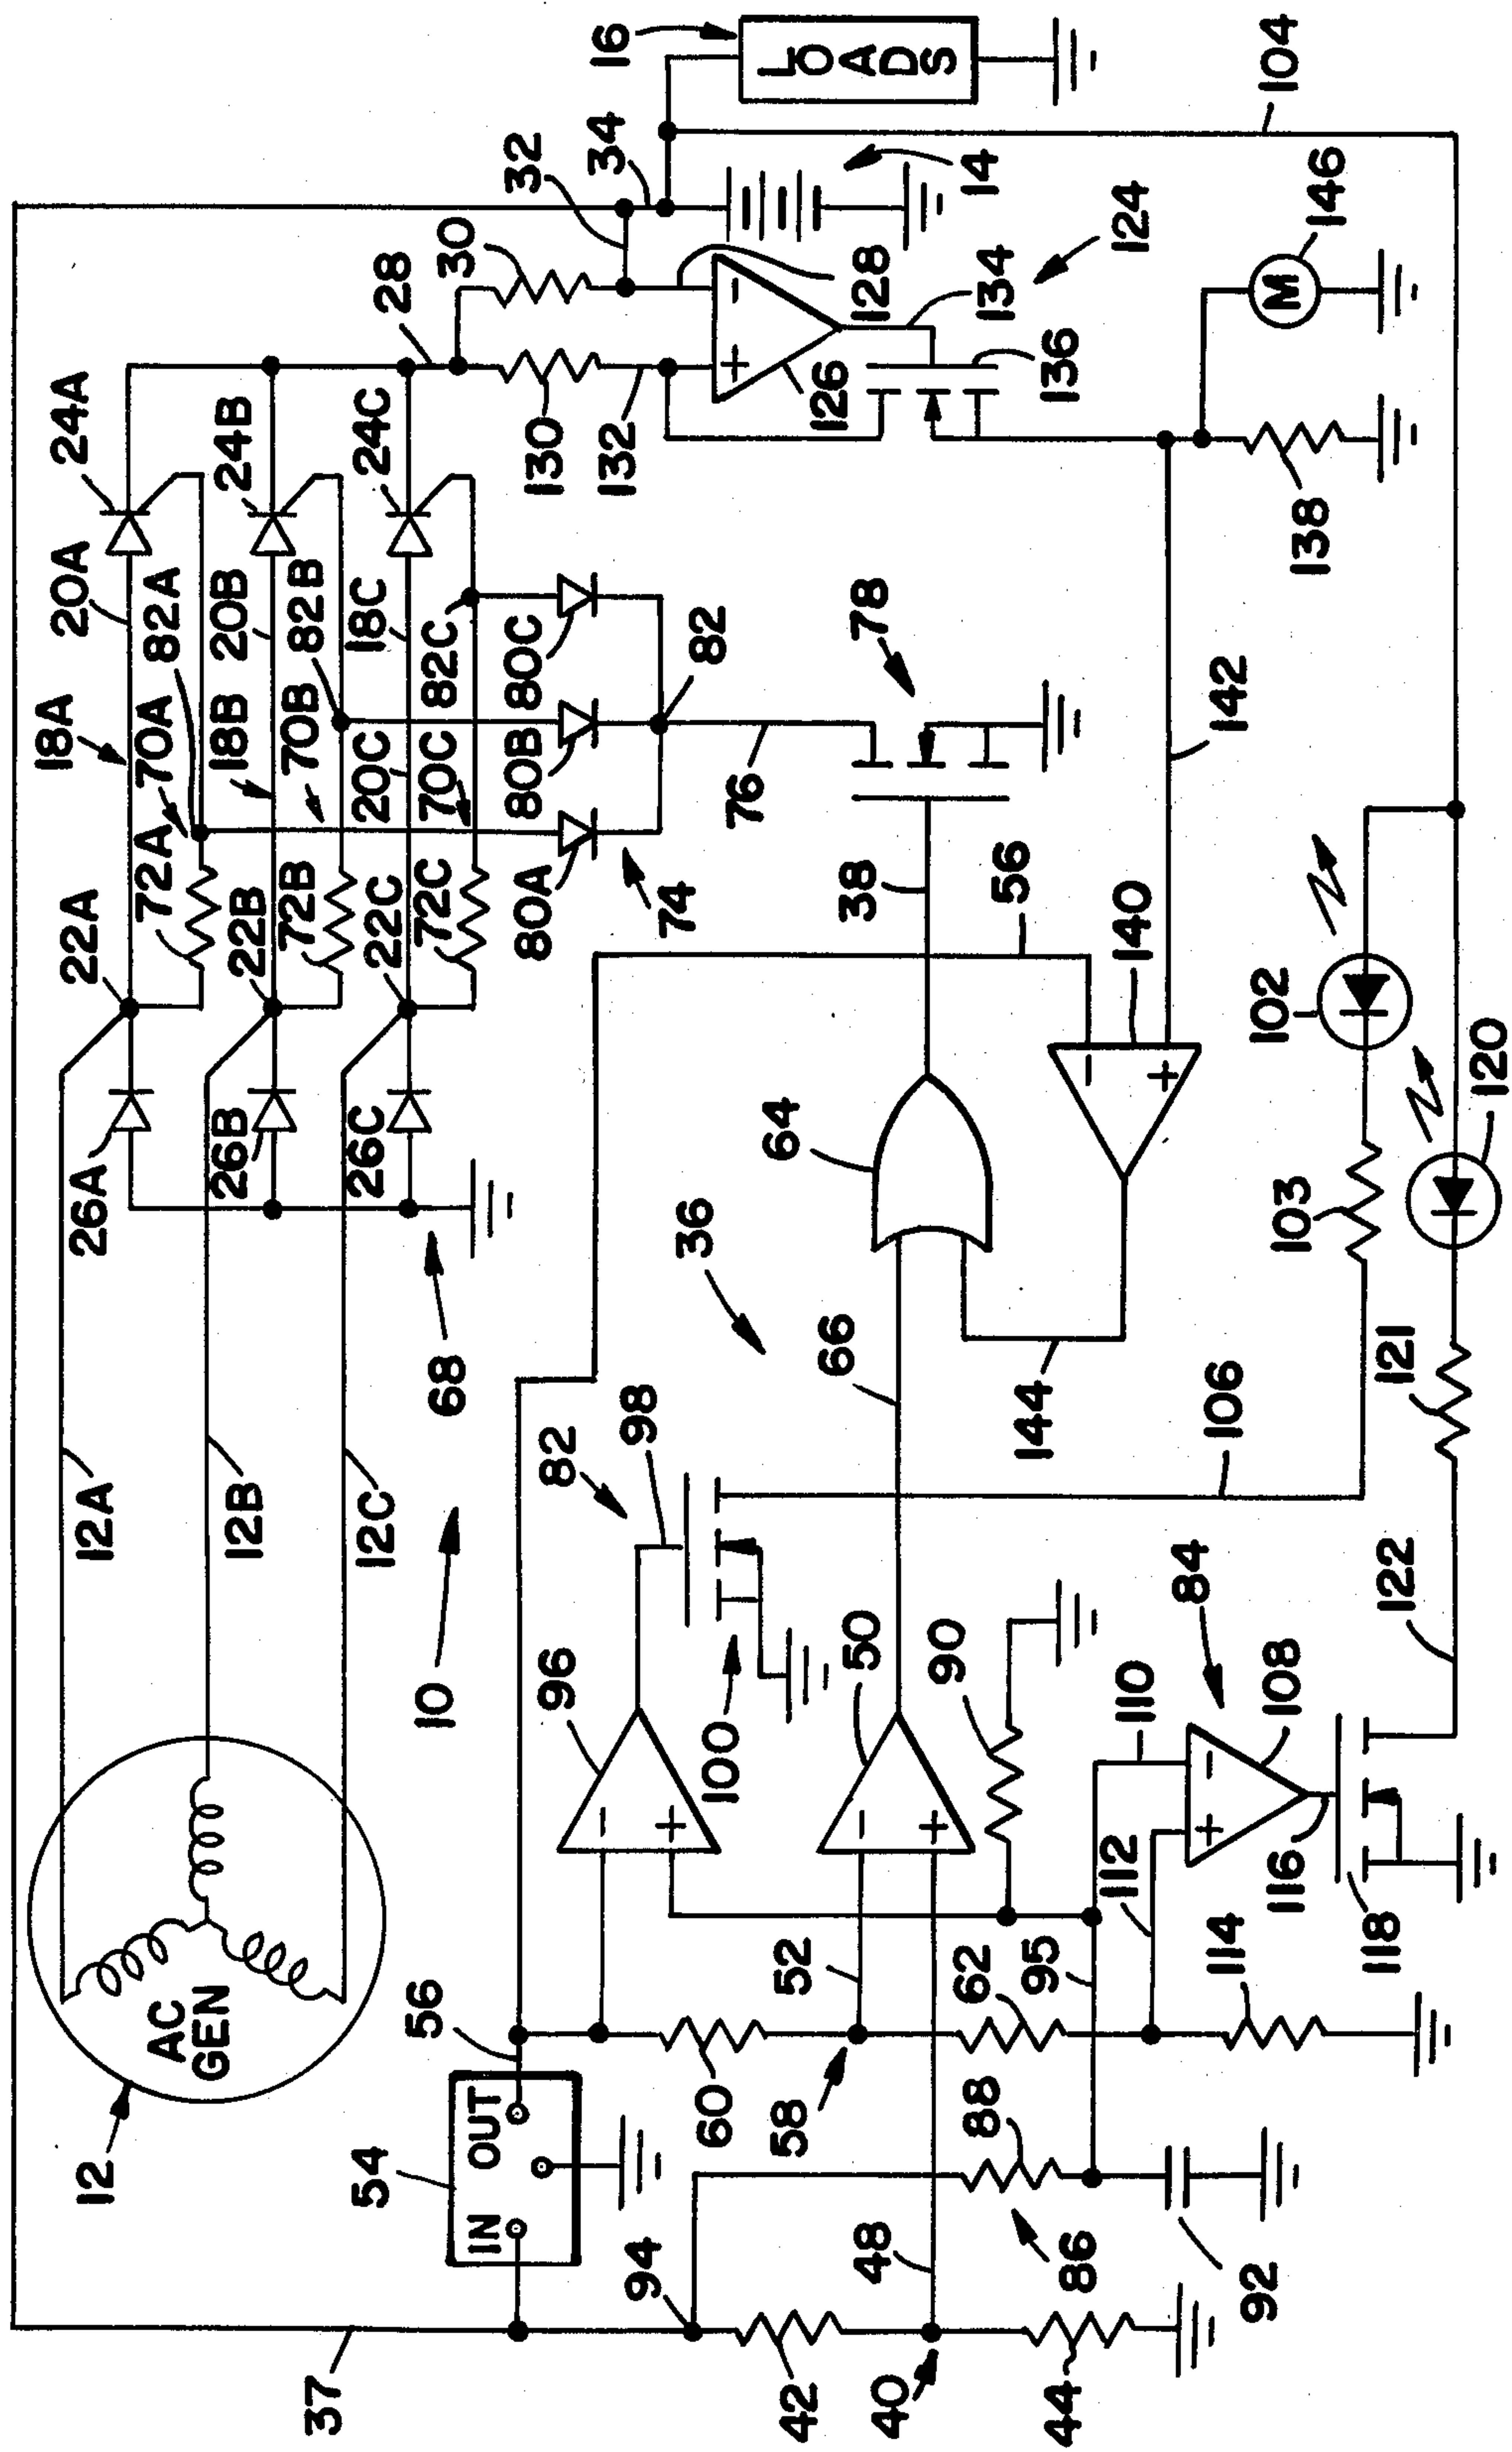 12
12A
26A
22A
18A
20A
24A
AC
GEN
72A
70A
82A
12B
26B
22B
18B
20B
24B
72B
70B
82B
37
54
12C
26C
22C
20C
18C
24C
28
56
10
68
72C
70C
82C
30
IN
OUT
96
82
80A
80B
80C
130
32
94
98
132
34
16
60
100
36
74
82
76
42
58
64
LOADS
40
48
52
50
66
38
78
126
128
62
88
90
14
134
44
86
95
144
56
136
112
110
140
124
84
106
142
92
114
116
108
103
102
138
M
104
146
118
122
121
120